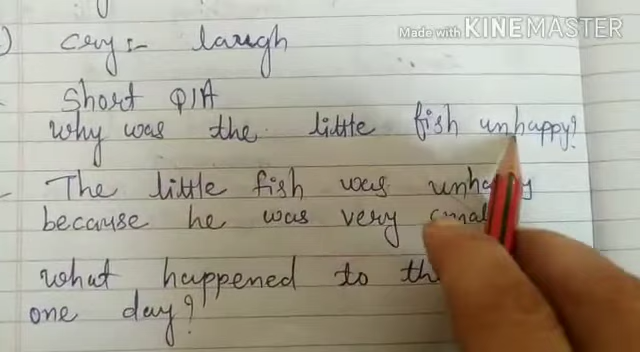 Made with KINEMASTER
cry:- laugh
Short Q/A
why was the little fish unhappy?
The little fish was
because he was very
what happened to
one day?